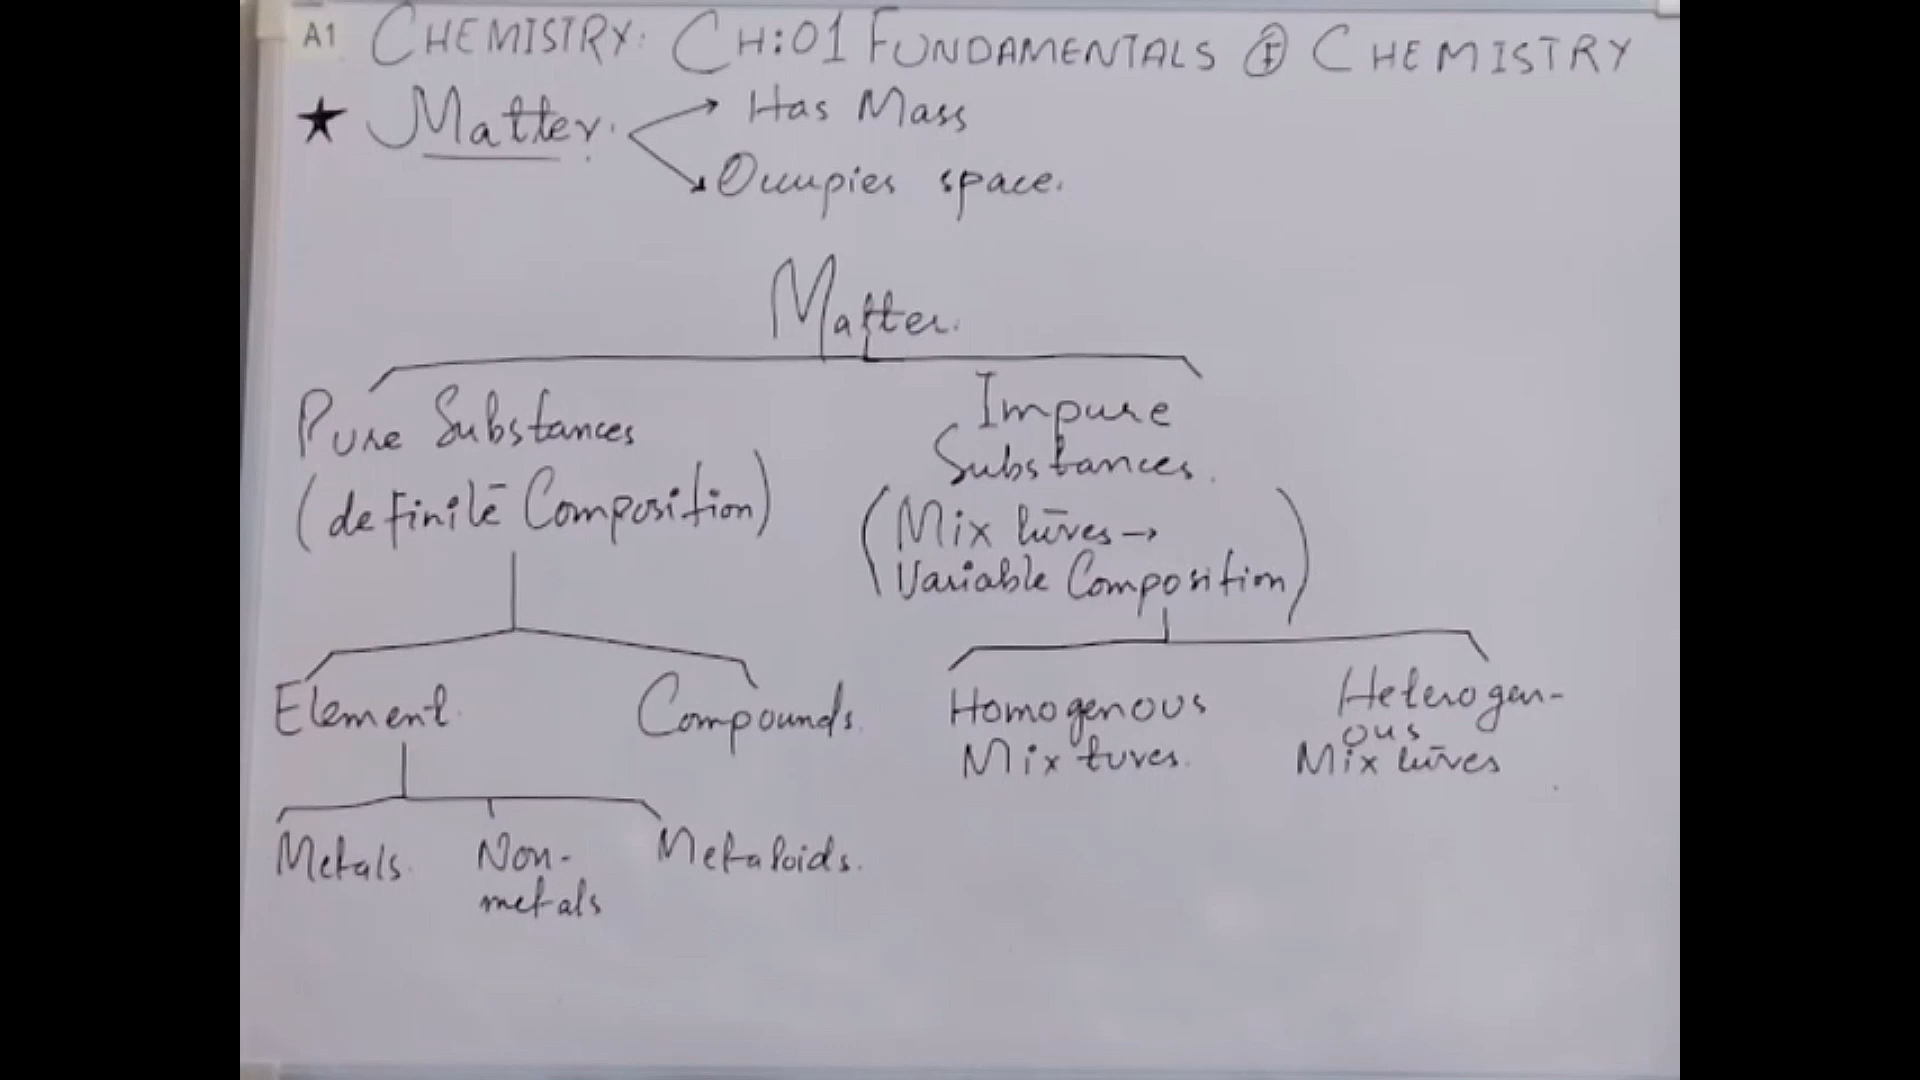 A1 CHEMISTRY: CH:01 FUNDAMENTALS OF CHEMISTRY
★ Matter. → Has Mass
→ Occupies space.
Matter.
Pure Substances
(definite Composition)
Impure
Substances.
(Mixtures →
Variable Composition)
Element.
Compounds.
Homogenous
Mixtures.
Heterogen-
ous
Mixtures
Metals.
Non-
metals
Metaloids.